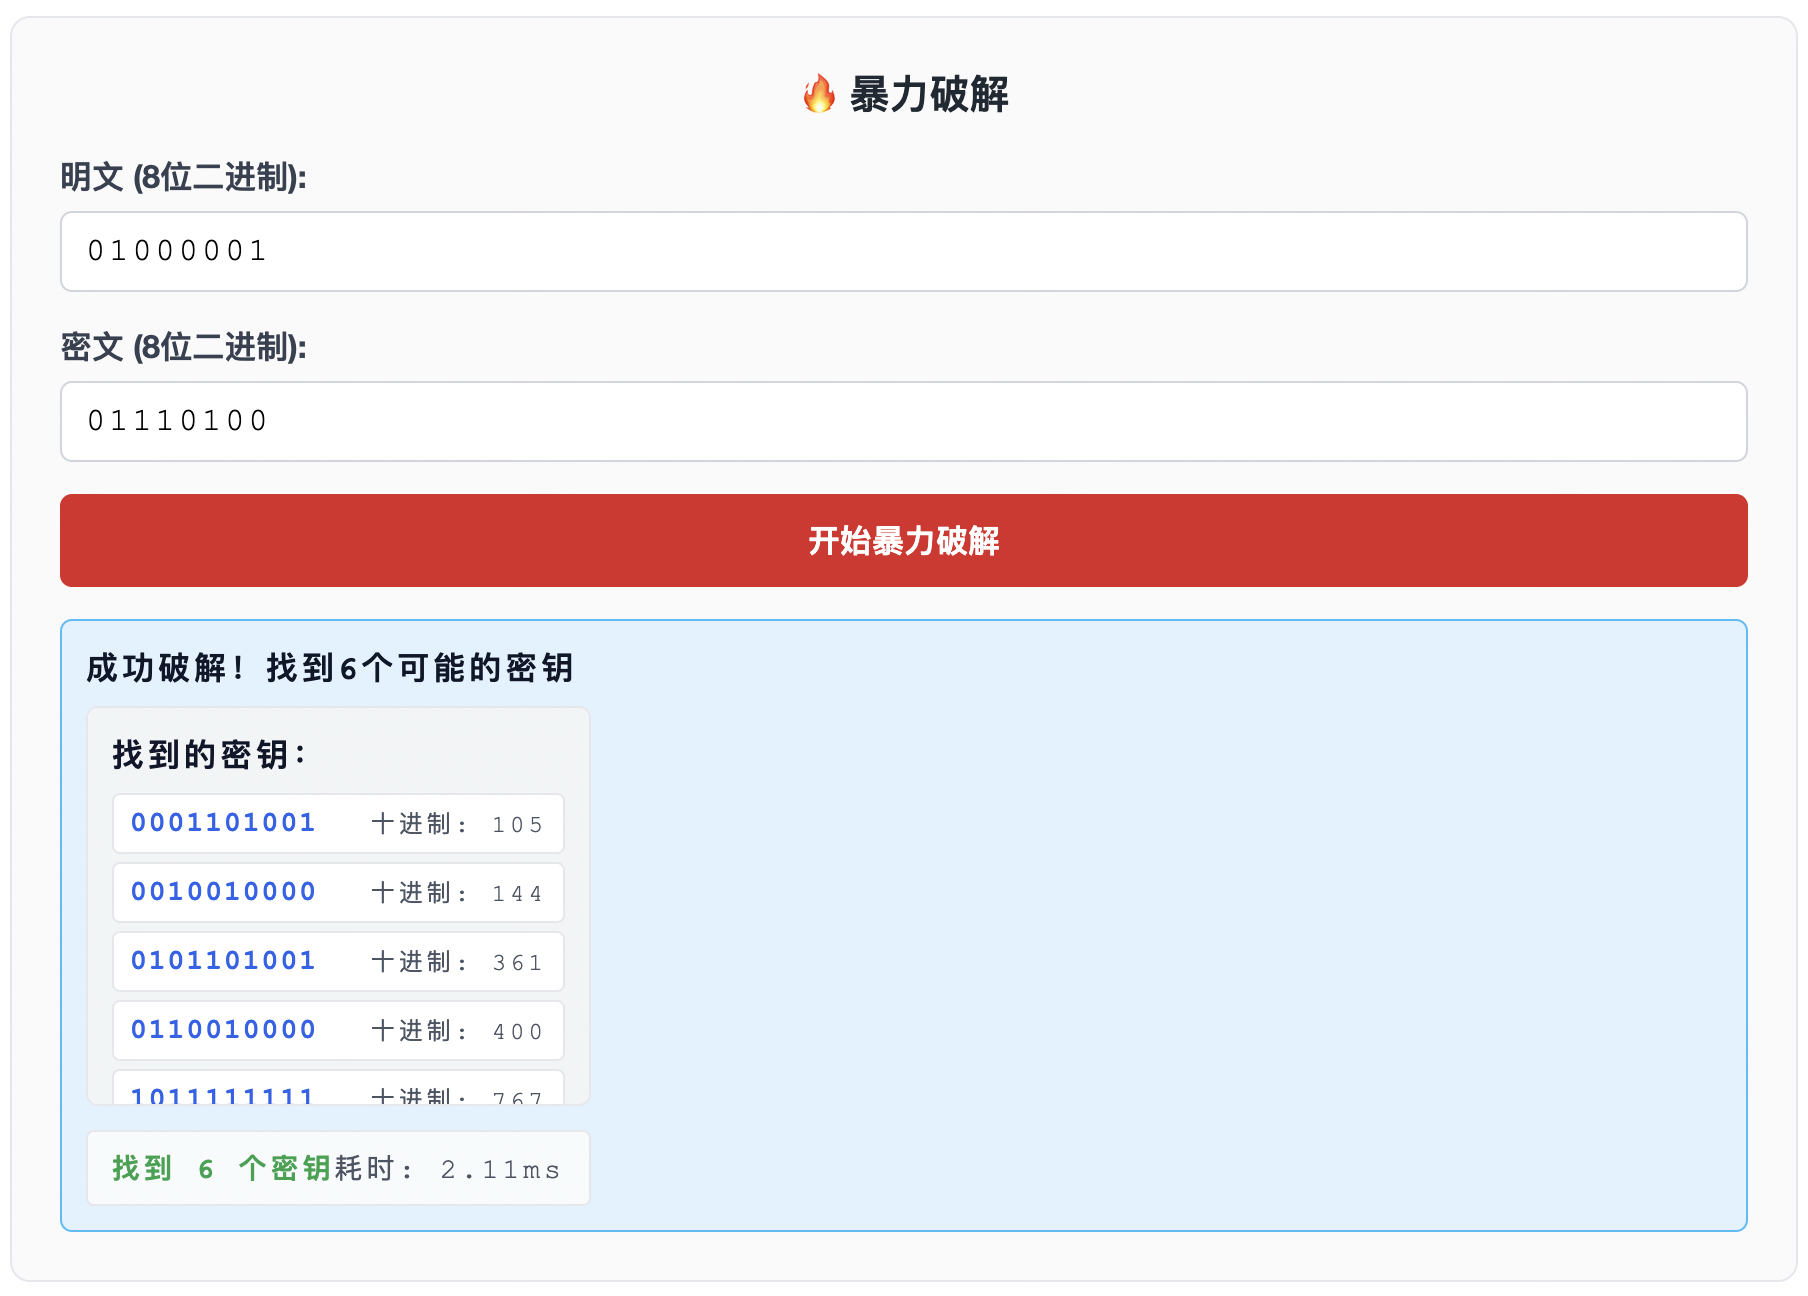 🔥 暴力破解
明文 (8位二进制):
01000001
密文 (8位二进制):
01110100
开始暴力破解
成功破解！找到6个可能的密钥
找到的密钥：
0001101001 十进制: 105
0010010000 十进制: 144
0101101001 十进制: 361
0110010000 十进制: 400
1011111111 十进制: 767
找到 6 个密钥耗时: 2.11ms